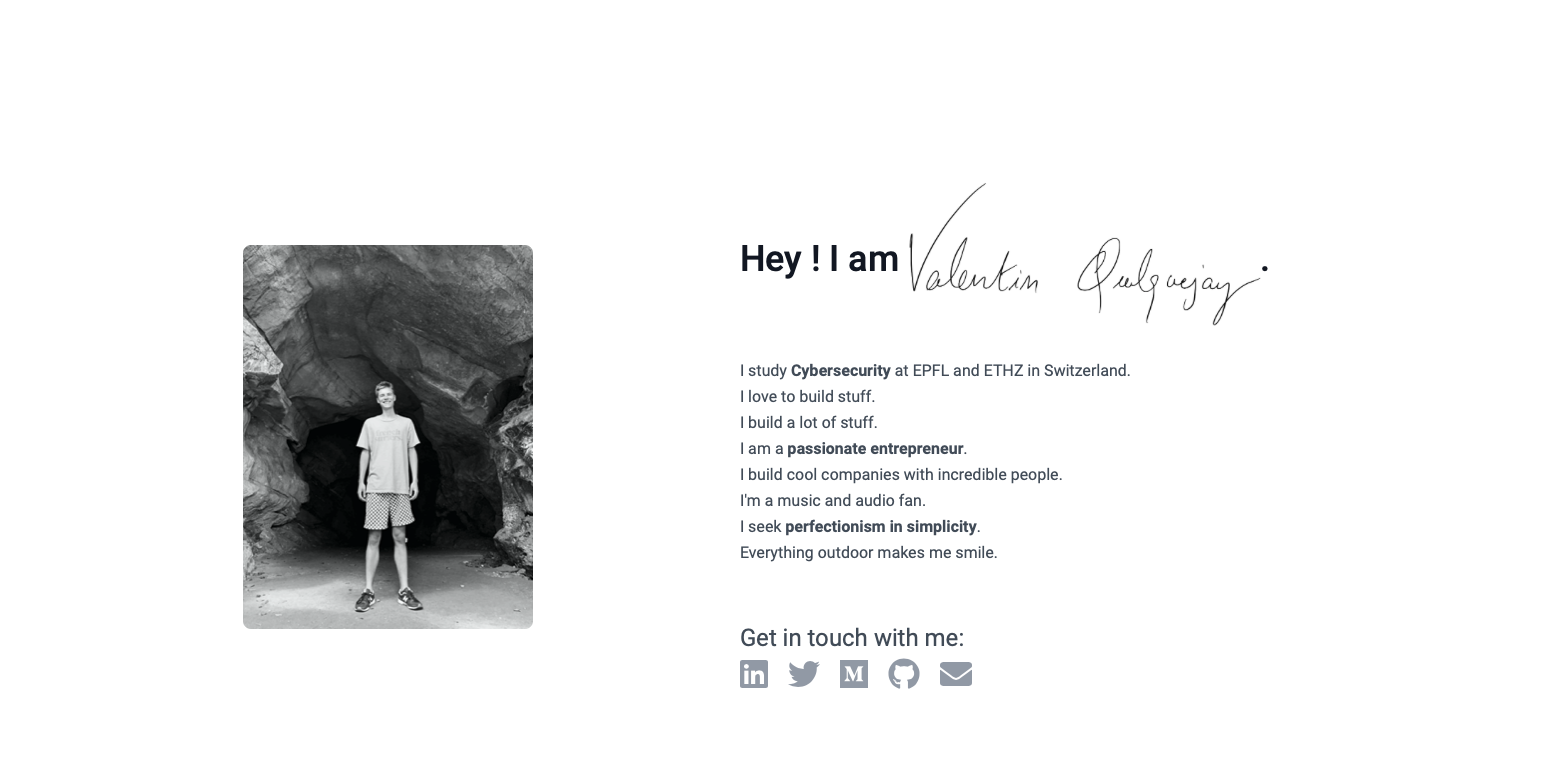 Hey ! I am Valentin Quelquejay.
I study Cybersecurity at EPFL and ETHZ in Switzerland.
I love to build stuff.
I build a lot of stuff.
I am a passionate entrepreneur.
I build cool companies with incredible people.
I'm a music and audio fan.
I seek perfectionism in simplicity.
Everything outdoor makes me smile.
Get in touch with me:
in M